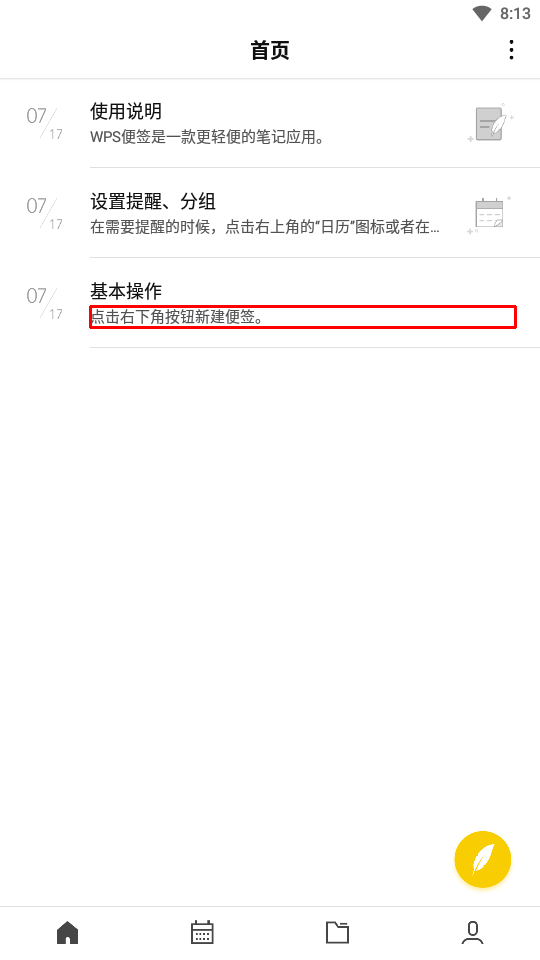 8:13
首页
07/17
使用说明
WPS便签是一款更轻便的笔记应用。
07/17
设置提醒、分组
在需要提醒的时候，点击右上角的“日历”图标或者在...
07/17
基本操作
点击右下角按钮新建便签。